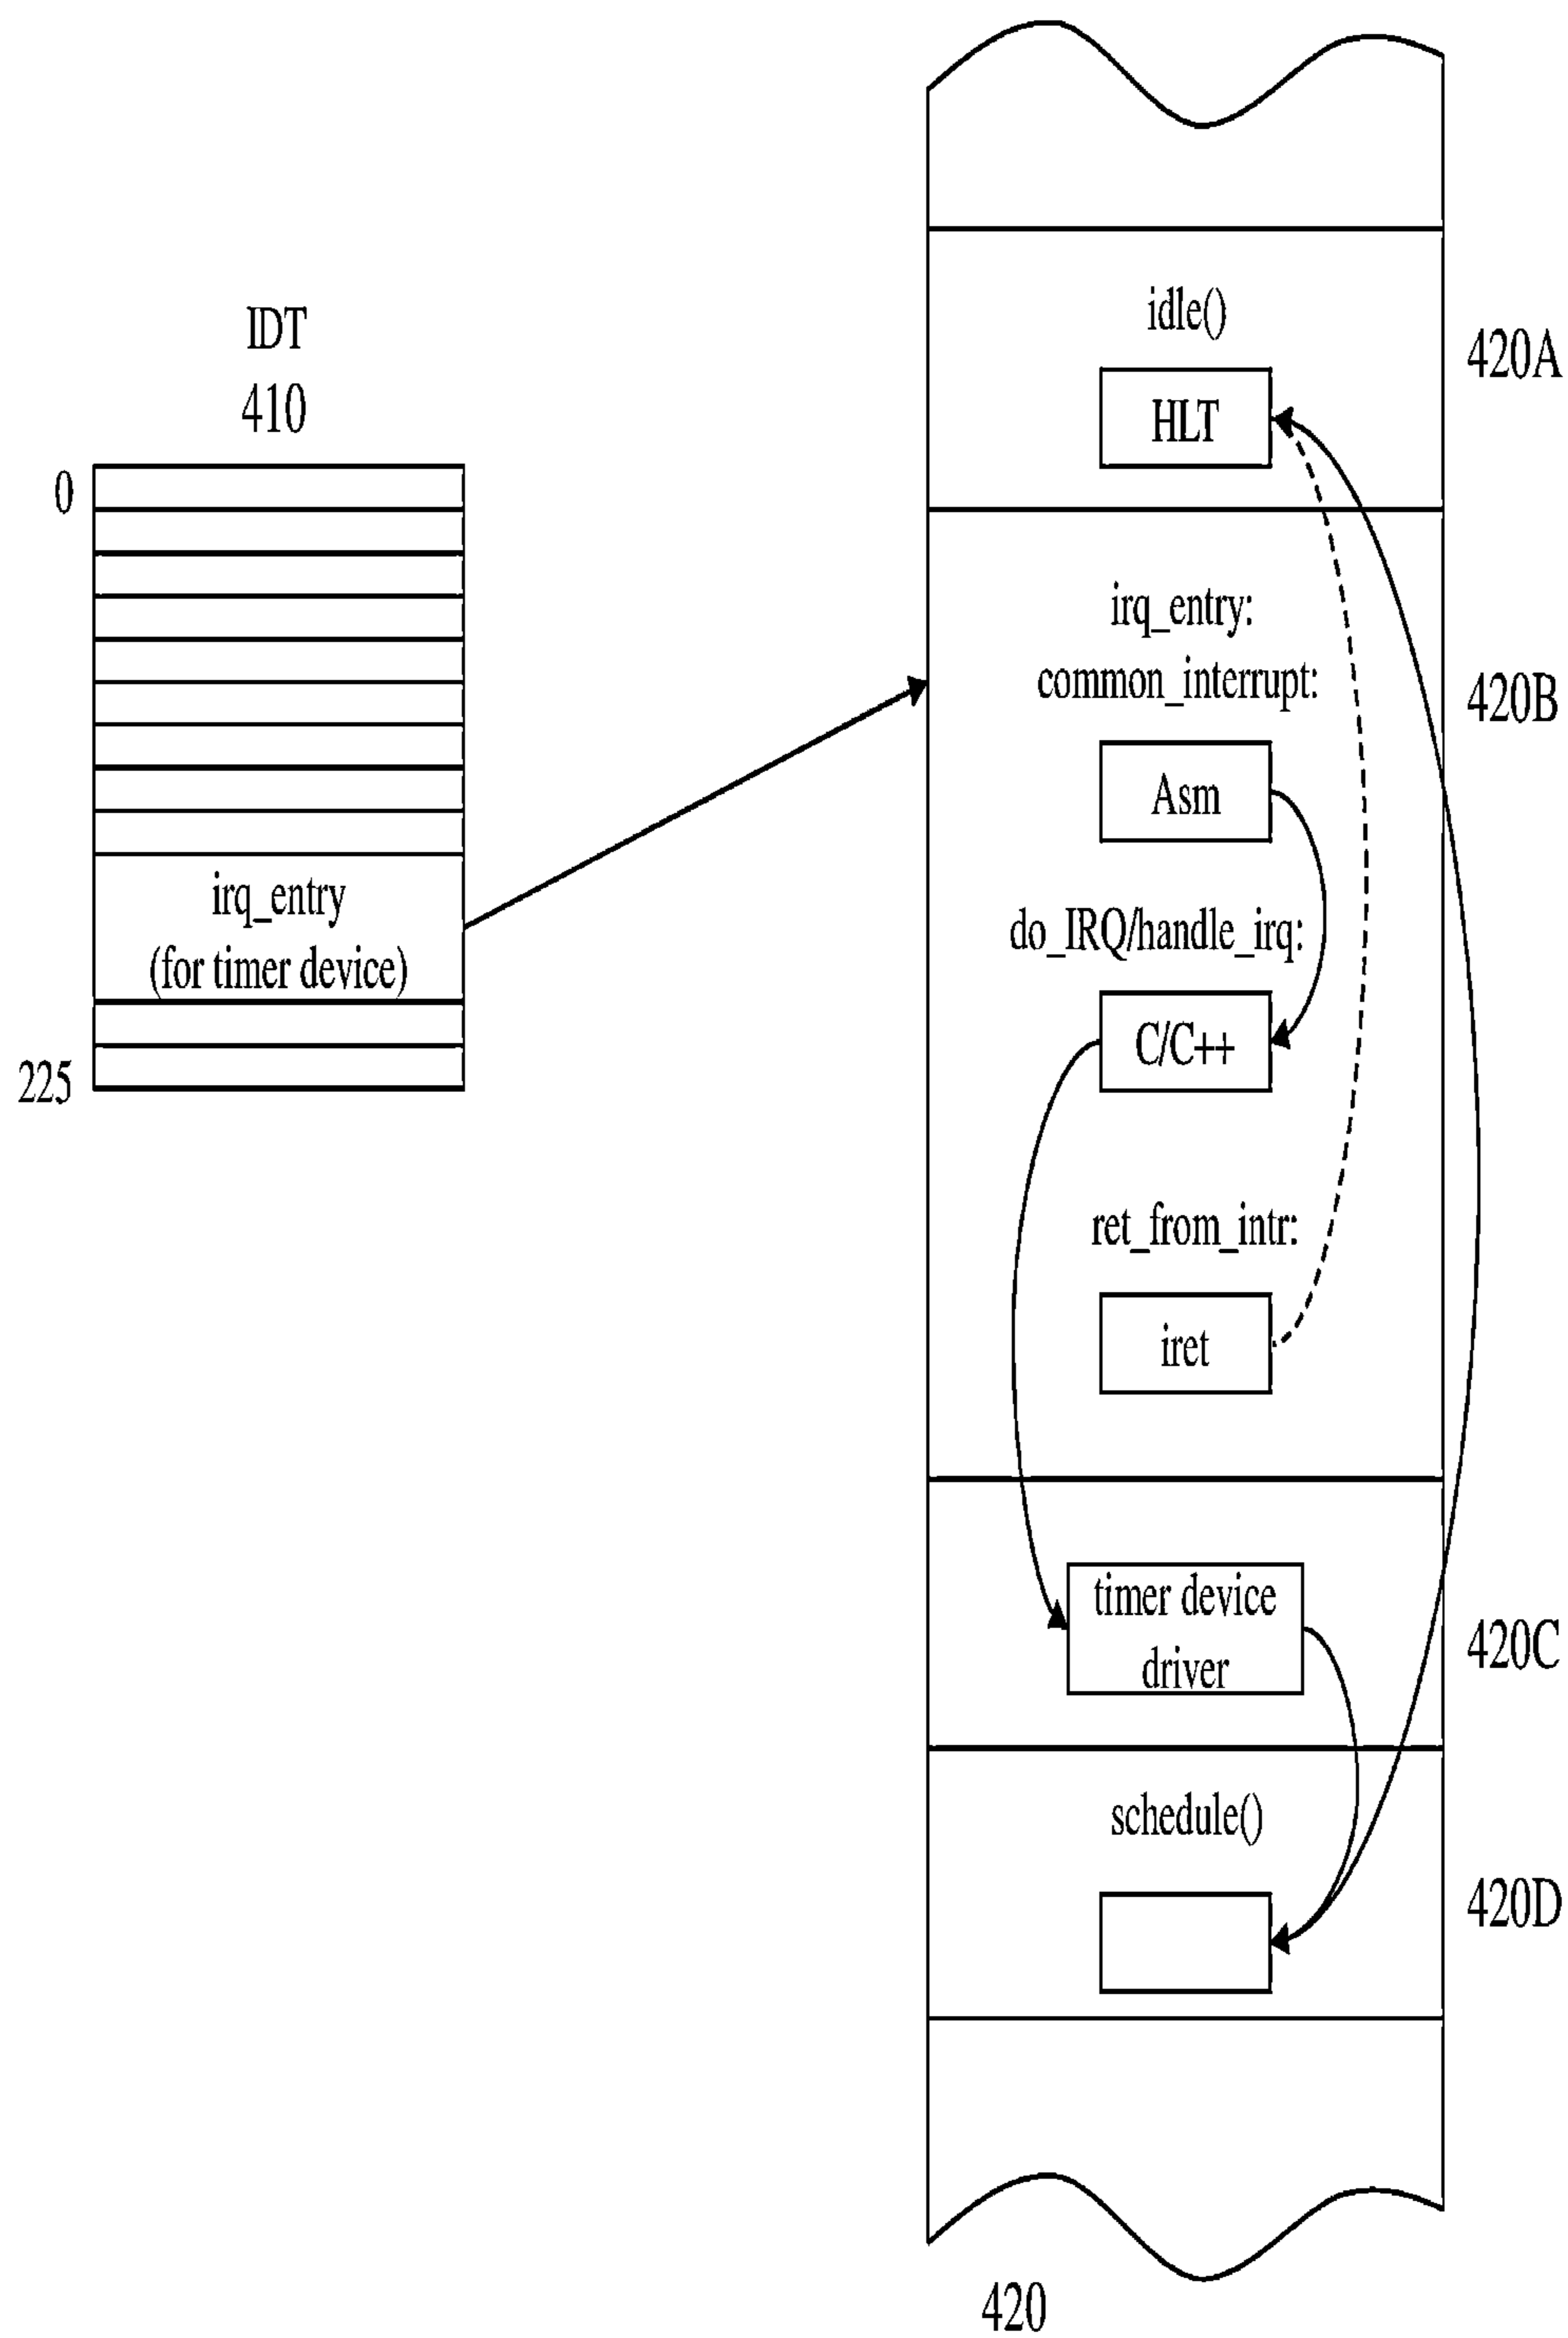 IDT
410
0
irq_entry
(for timer device)
225
idle()
HLT
420A
irq_entry:
common_interrupt:
420B
Asm
do_IRQ/handle_irq:
C/C++
ret_from_intr:
iret
timer device
driver
420C
schedule()
420D
420